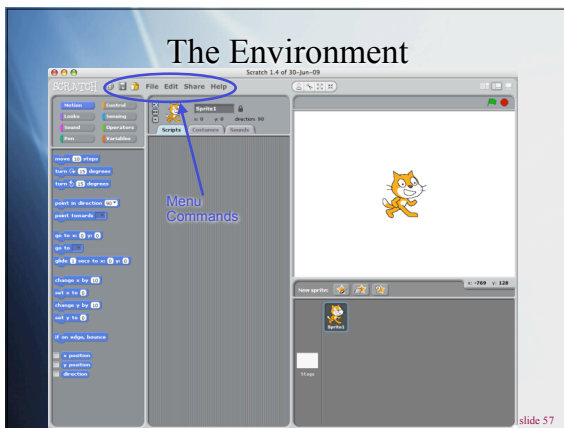 The Environment
Scratch 1.4 of 30-Jun-09
SCRATCH File Edit Share Help
Motion Control
Looks Sensing
Sound Operators
Pen Variables
Sprite1
x: 0 y: 0 direction: 90
Scripts Costumes Sounds
move 10 steps
turn 15 degrees
turn 15 degrees
point in direction 90
point towards
go to x: 0 y: 0
go to
glide 1 secs to x: 0 y: 0
change x by 10
set x to 0
change y by 10
set y to 0
if on edge, bounce
x position
y position
direction
Menu
Commands
New sprite:
x: -769 y: 128
Sprite1
Stage
slide 57